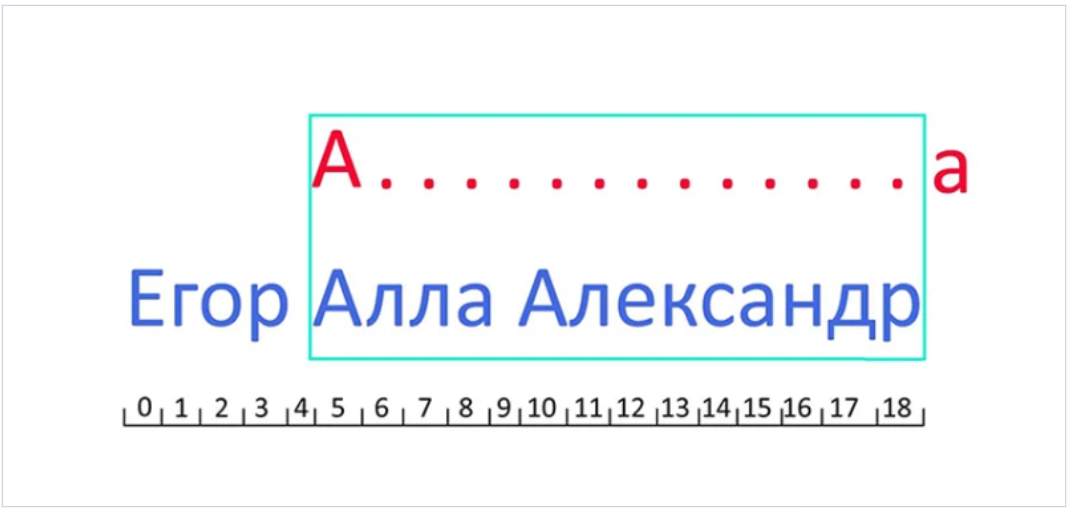 А . . . . . . . . . . . . . а
Егор Алла Александр
0 1 2 3 4 5 6 7 8 9 10 11 12 13 14 15 16 17 18